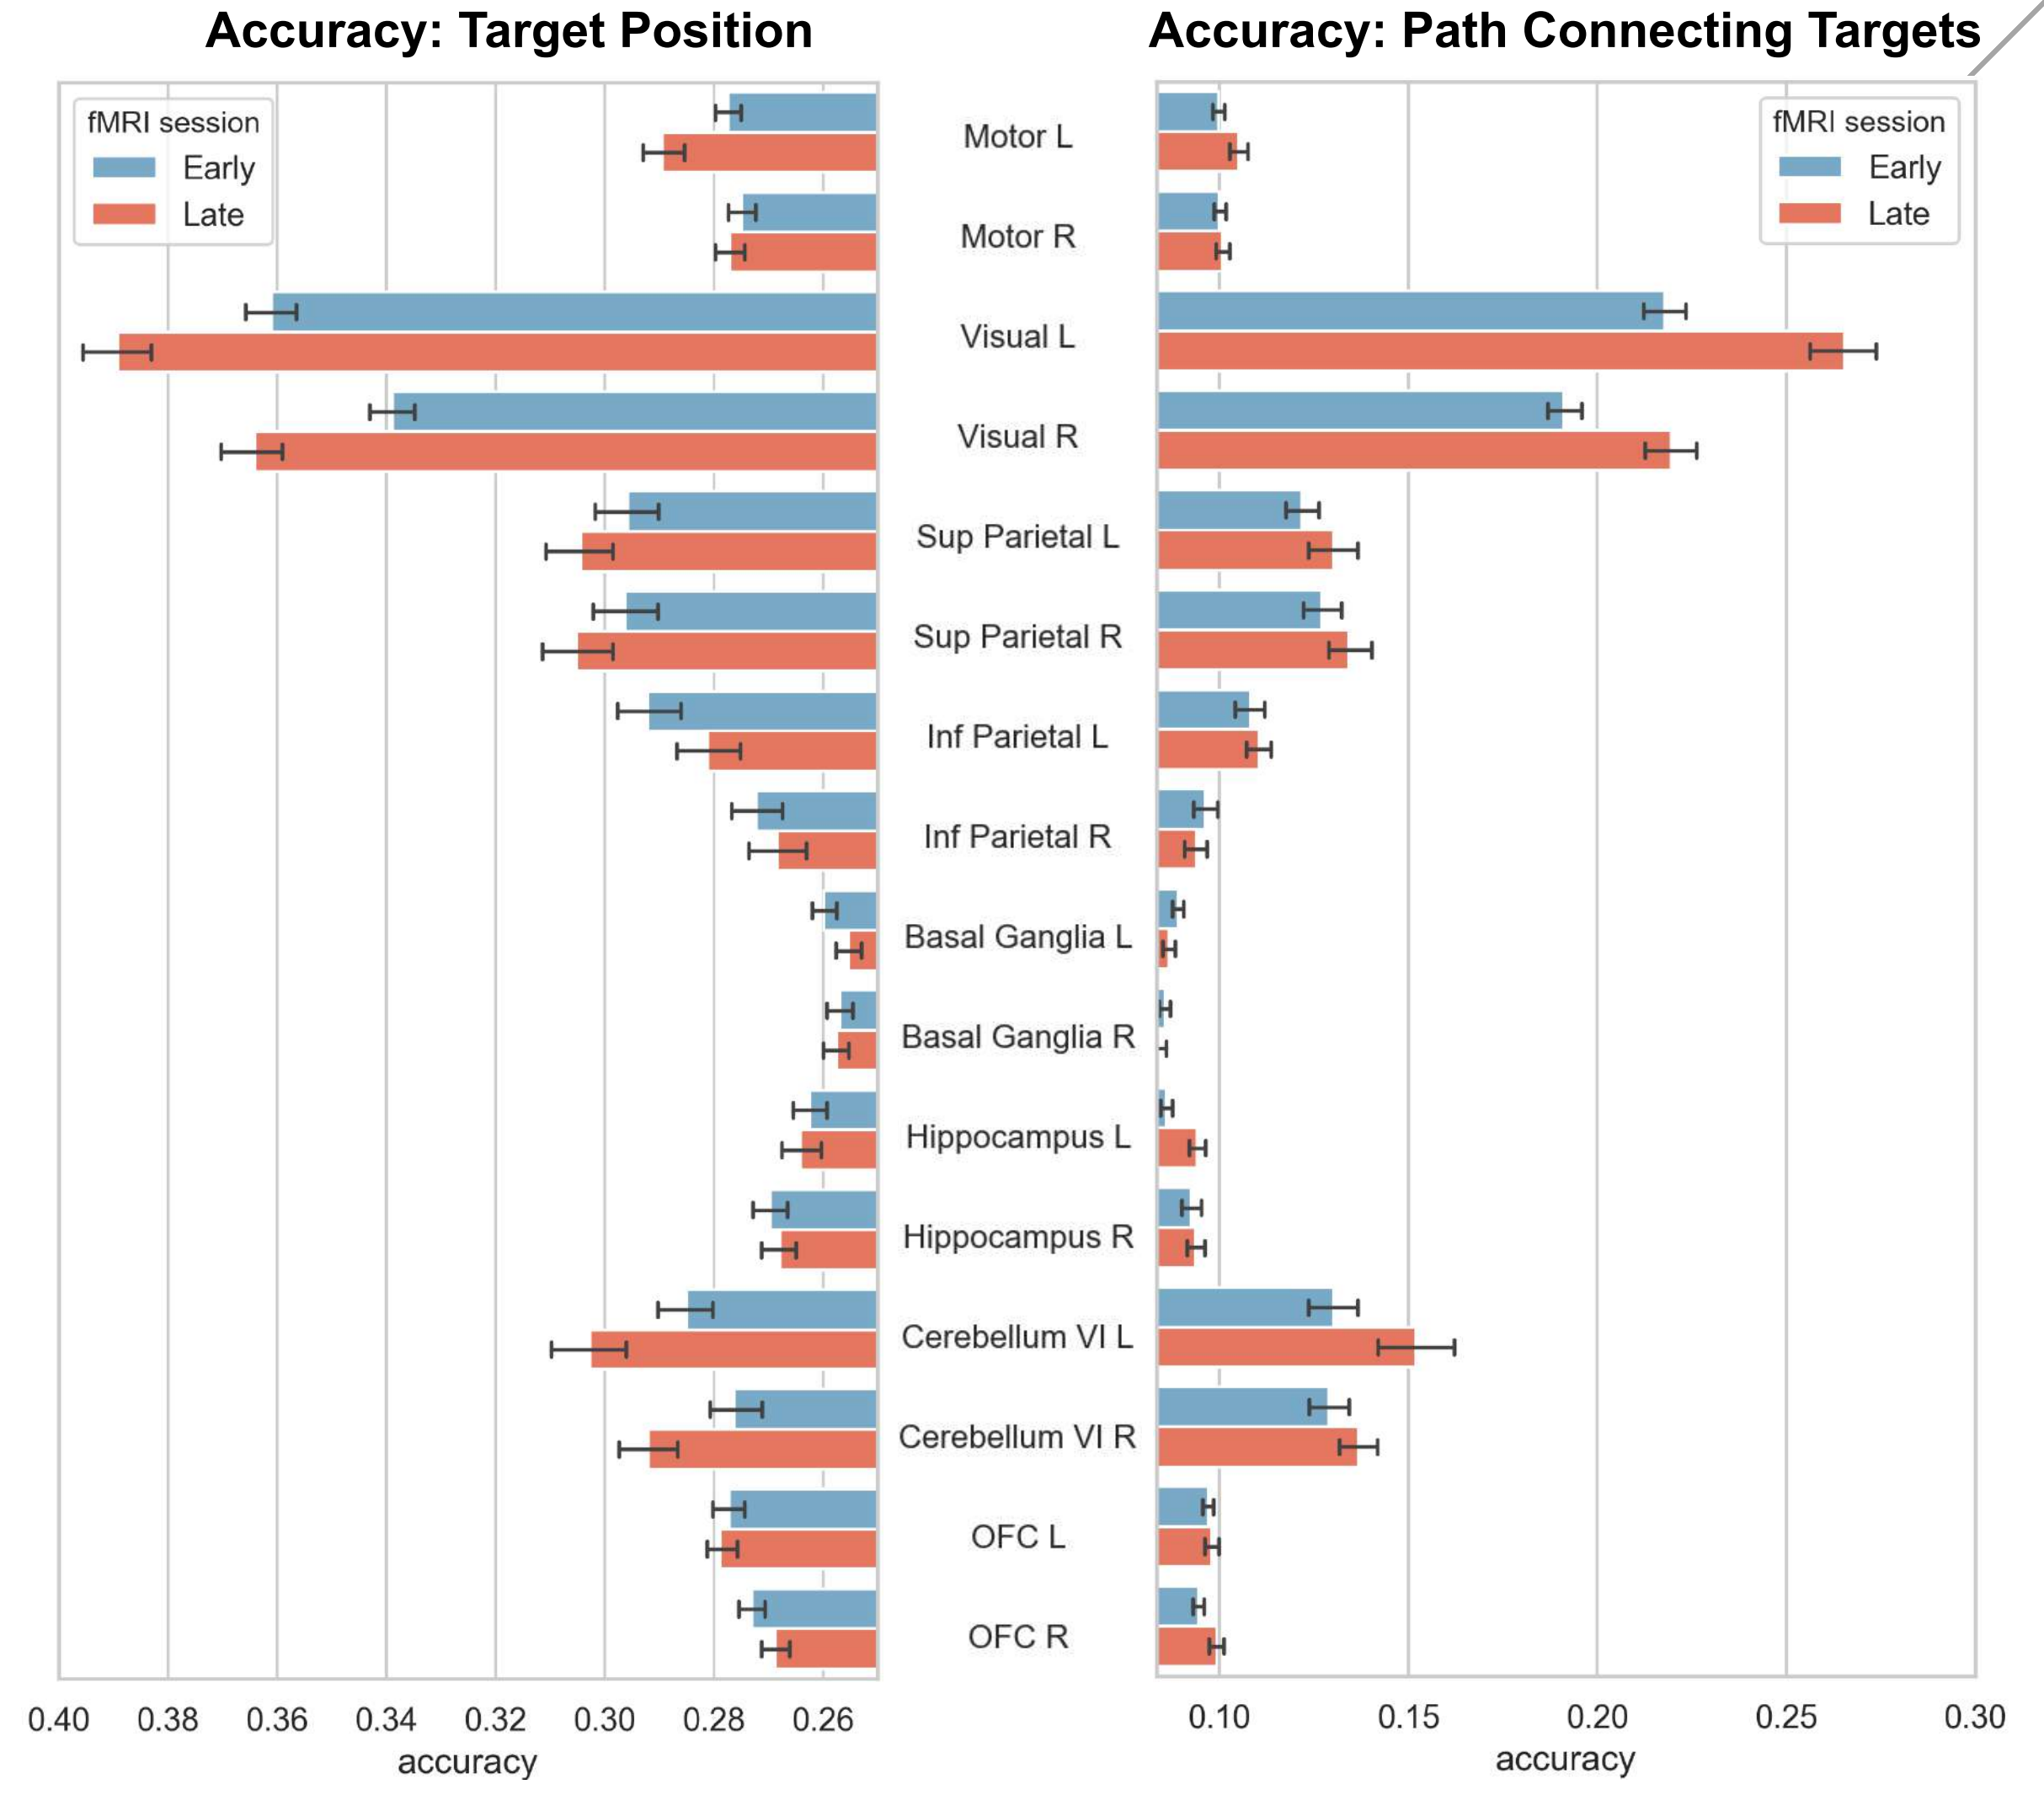 Accuracy: Target Position
Accuracy: Path Connecting Targets
fMRI session
Early
Late
fMRI session
Early
Late
Motor L
Motor R
Visual L
Visual R
Sup Parietal L
Sup Parietal R
Inf Parietal L
Inf Parietal R
Basal Ganglia L
Basal Ganglia R
Hippocampus L
Hippocampus R
Cerebellum VI L
Cerebellum VI R
OFC L
OFC R
0.40 0.38 0.36 0.34 0.32 0.30 0.28 0.26
accuracy
0.10 0.15 0.20 0.25 0.30
accuracy